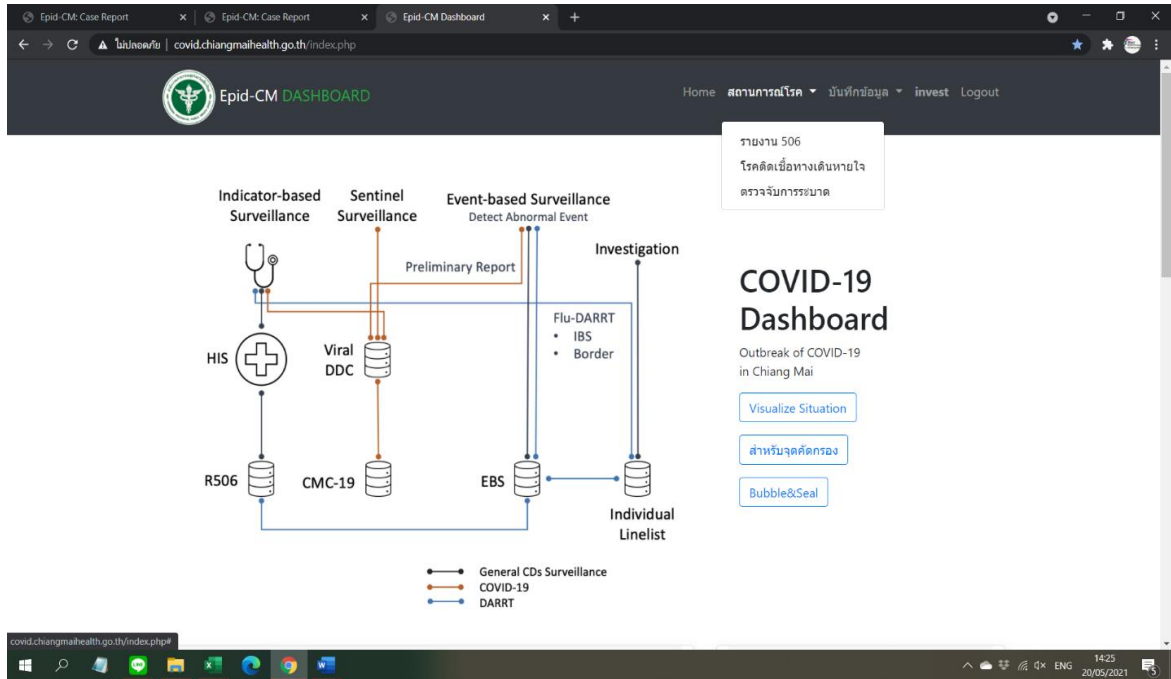 Epid-CM: Case Report
Epid-CM: Case Report
Epid-CM Dashboard
ไม่ปลอดภัย | covid.chiangmaihealth.go.th/index.php
Epid-CM DASHBOARD
Home สถานการณ์โรค บันทึกข้อมูล invest Logout
รายงาน 506
โรคติดเชื้อทางเดินหายใจ
ตรวจจับการระบาด
Indicator-based
Surveillance
Sentinel
Surveillance
Event-based Surveillance
Detect Abnormal Event
Investigation
Preliminary Report
Flu-DARRT
• IBS
• Border
HIS
Viral
DDC
R506
CMC-19
EBS
Individual
Linelist
General CDs Surveillance
COVID-19
DARRT
COVID-19
Dashboard
Outbreak of COVID-19
in Chiang Mai
Visualize Situation
สำหรับจุดคัดกรอง
Bubble&Seal
covid.chiangmaihealth.go.th/index.php#
ENG
14:25
20/05/2021